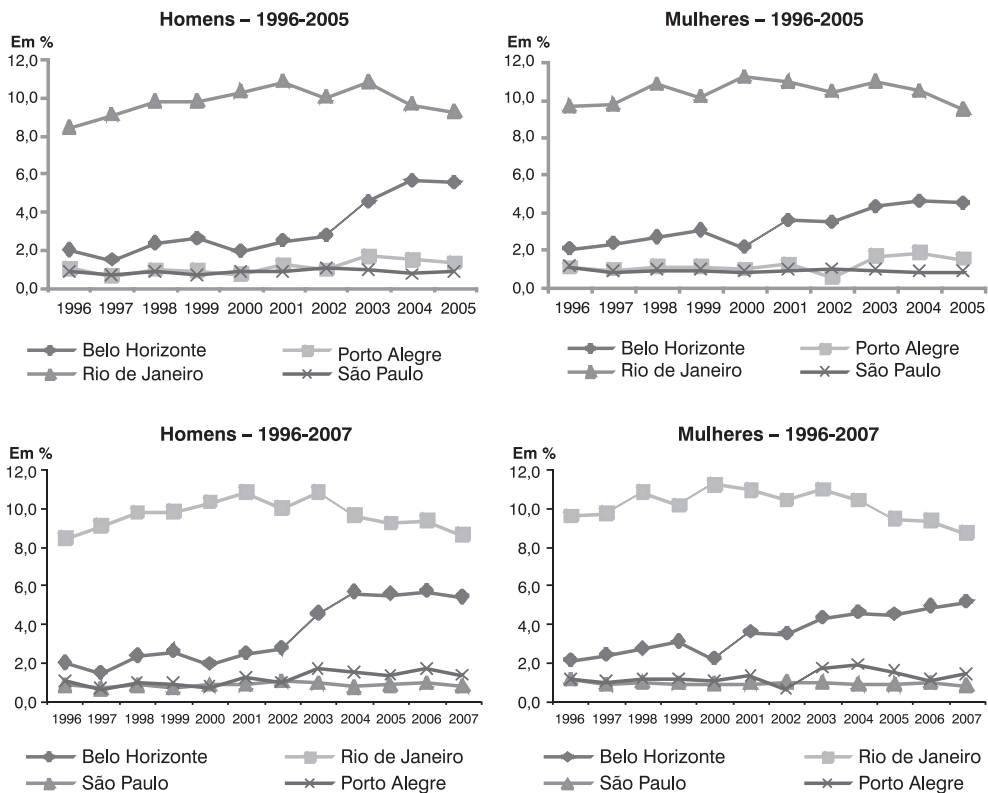 Homens – 1996-2005
Em %
12,0
10,0
8,0
6,0
4,0
2,0
0,0
1996 1997 1998 1999 2000 2001 2002 2003 2004 2005
Belo Horizonte
Porto Alegre
Rio de Janeiro
São Paulo
Mulheres – 1996-2005
Em %
12,0
10,0
8,0
6,0
4,0
2,0
0,0
1996 1997 1998 1999 2000 2001 2002 2003 2004 2005
Belo Horizonte
Porto Alegre
Rio de Janeiro
São Paulo
Homens – 1996-2007
Em %
12,0
10,0
8,0
6,0
4,0
2,0
0,0
1996 1997 1998 1999 2000 2001 2002 2003 2004 2005 2006 2007
Belo Horizonte
Rio de Janeiro
São Paulo
Porto Alegre
Mulheres – 1996-2007
Em %
12,0
10,0
8,0
6,0
4,0
2,0
0,0
1996 1997 1998 1999 2000 2001 2002 2003 2004 2005 2006 2007
Belo Horizonte
Rio de Janeiro
São Paulo
Porto Alegre